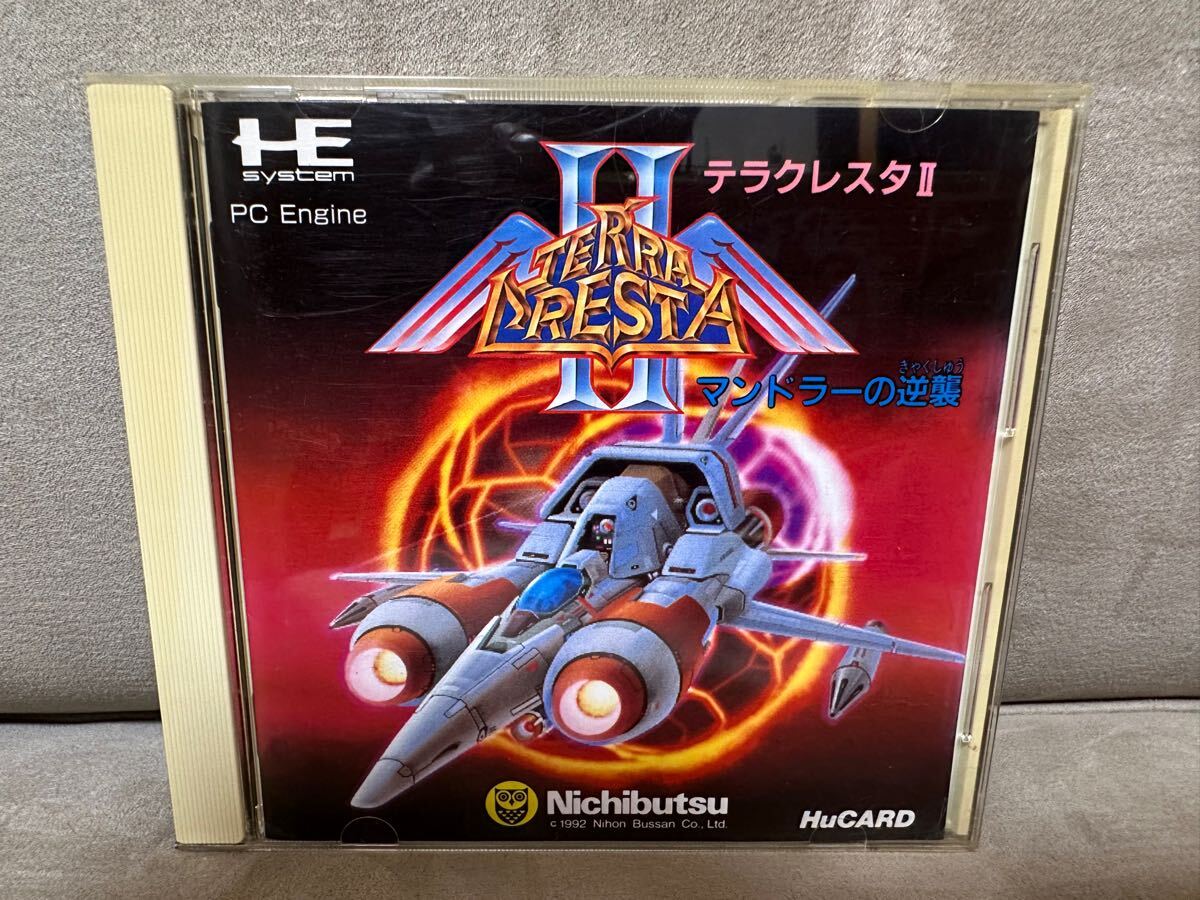 HE
system
PC Engine
II
テラクレスタⅡ
TERRA
CRESTA
きゃくしゅう
マンドラーの逆襲
Nichibutsu
© 1992 Nihon Bussan Co., Ltd.
HuCARD